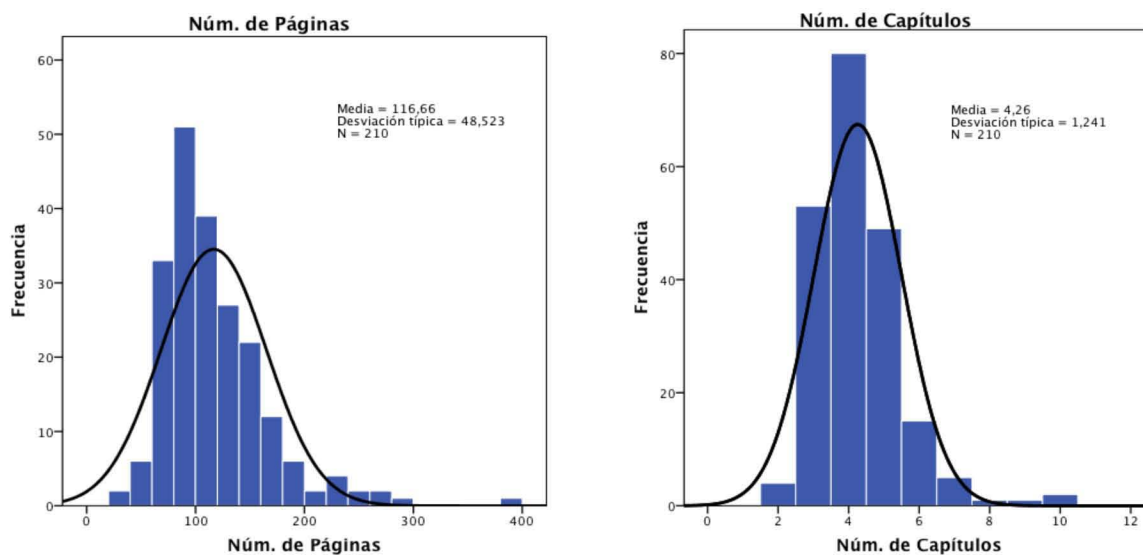 Núm. de Páginas
Media = 116,66
Desviación típica = 48,523
N = 210
Frecuencia
60
50
40
30
20
10
0
0 100 200 300 400
Núm. de Páginas
Núm. de Capítulos
Media = 4,26
Desviación típica = 1,241
N = 210
Frecuencia
80
60
40
20
0
0 2 4 6 8 10 12
Núm. de Capítulos